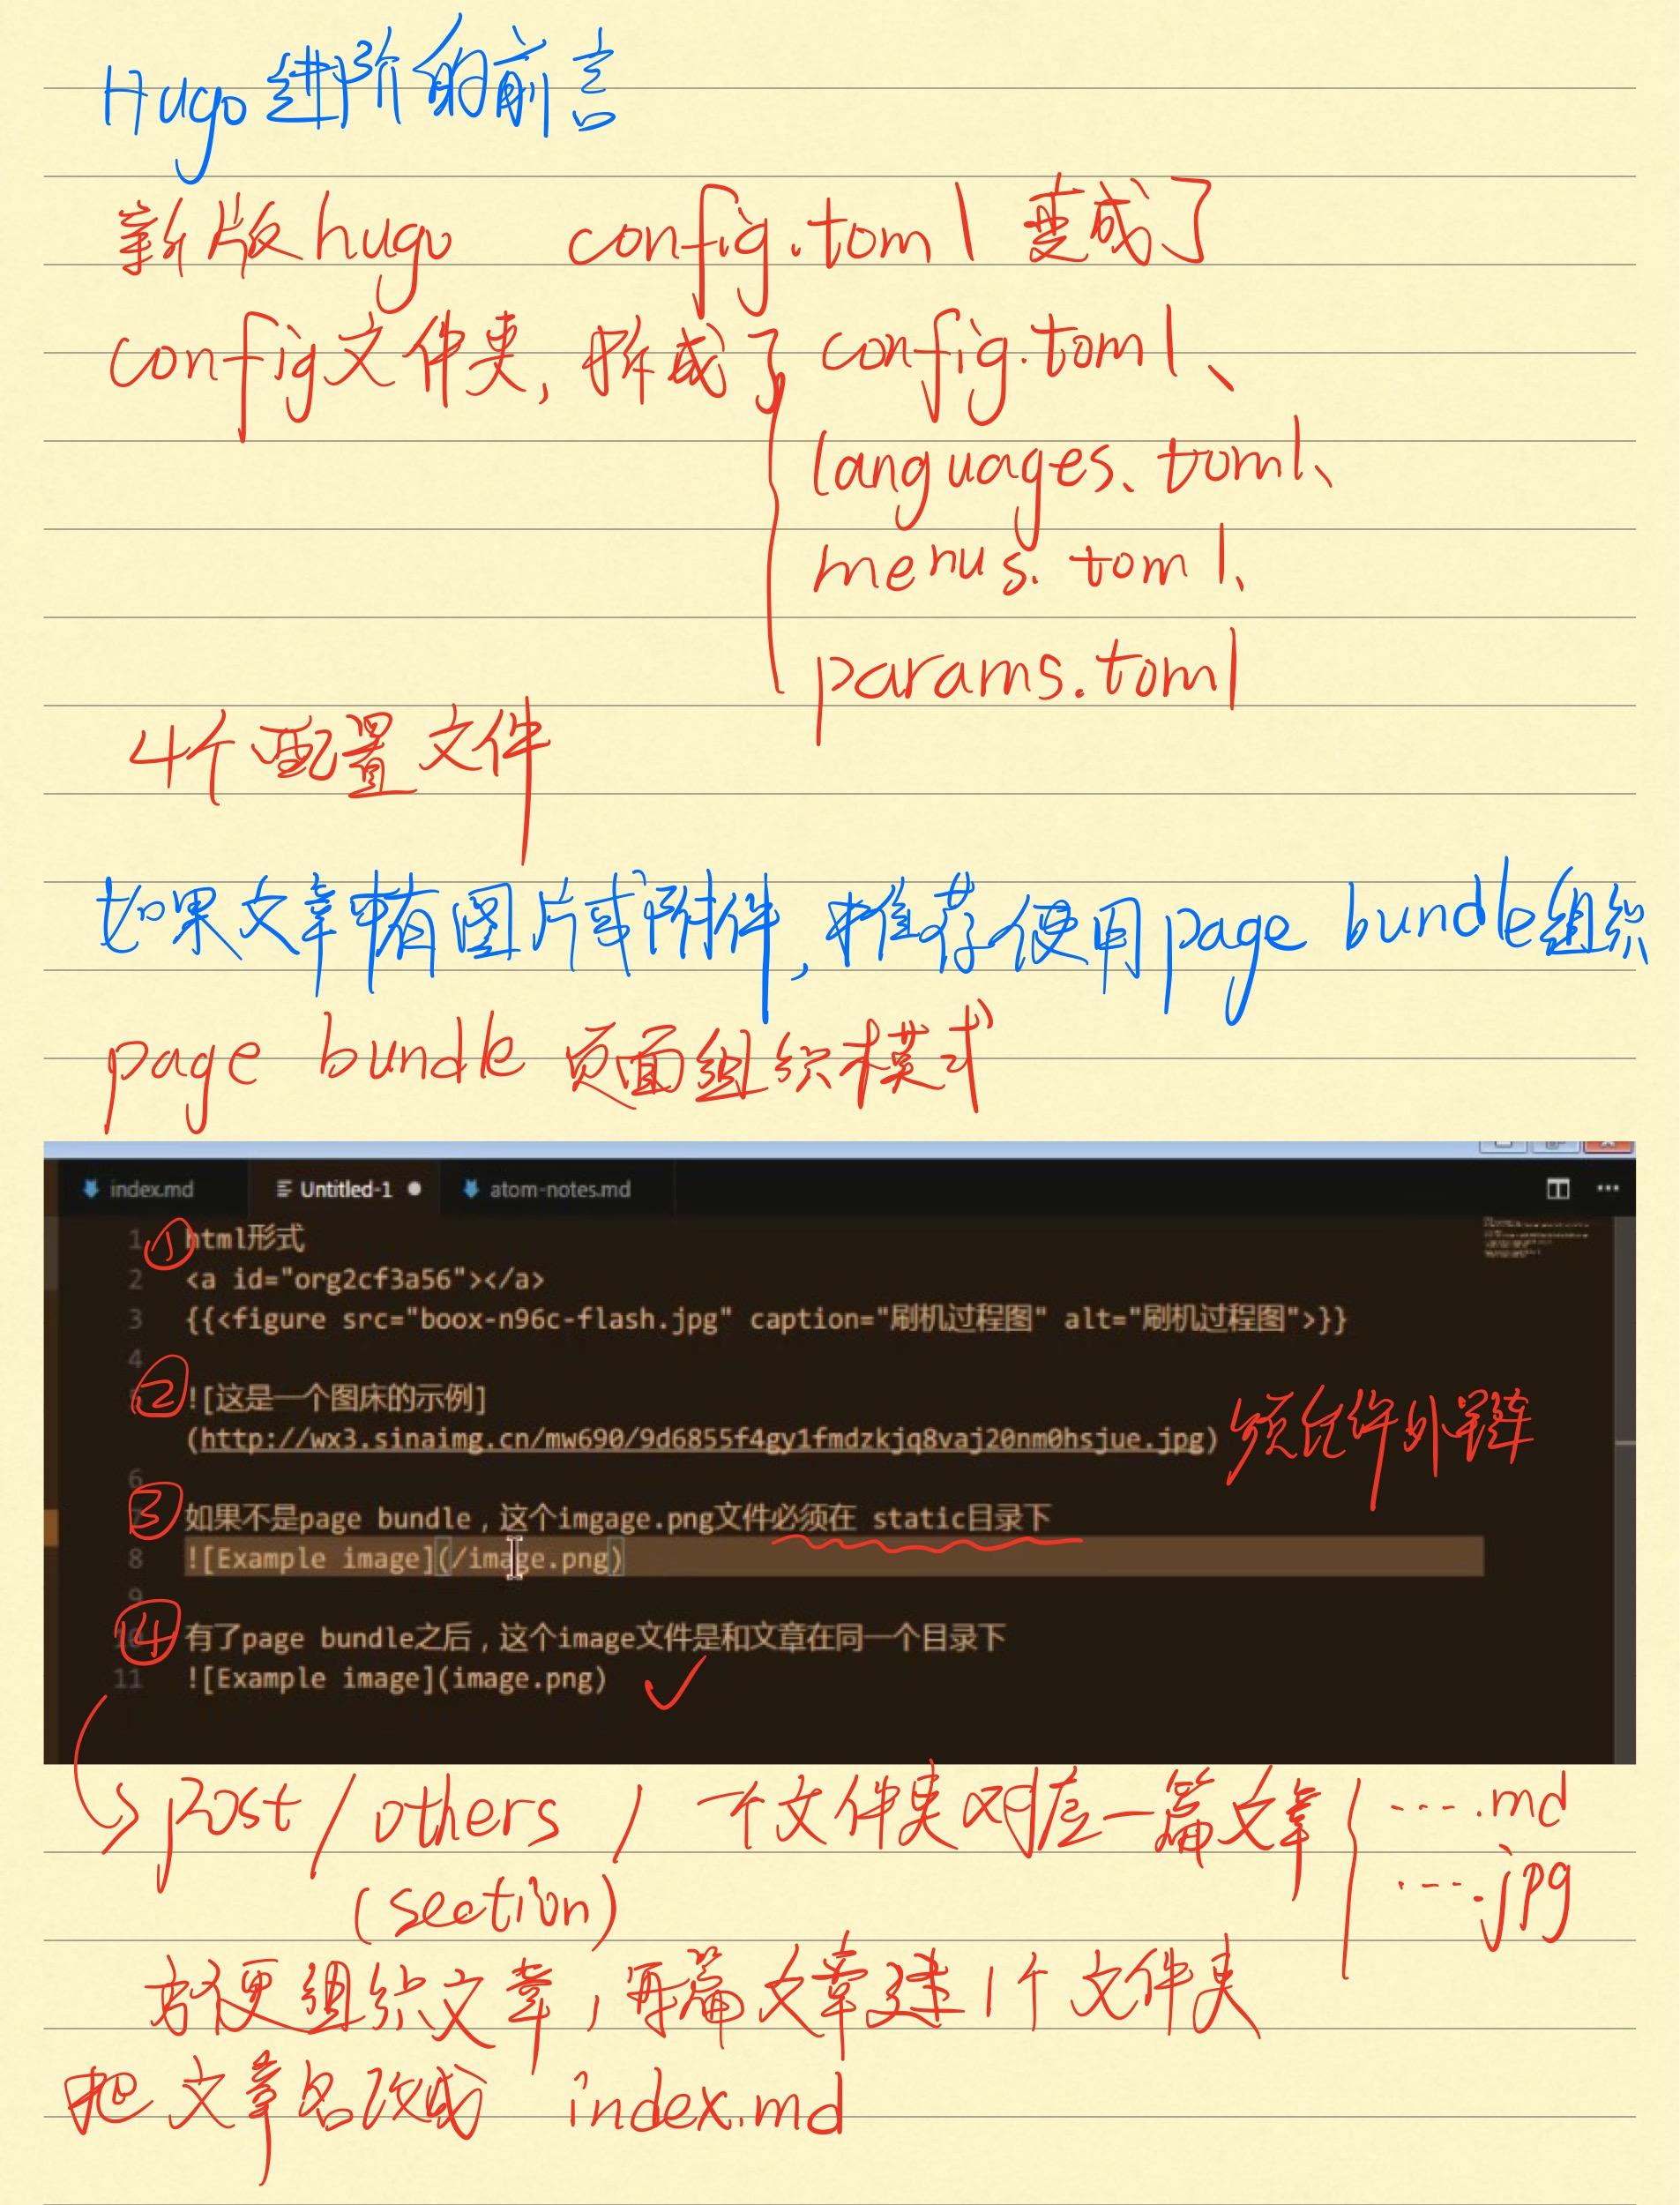 Hugo进阶的前言
新版hugo config.toml变成了
config文件夹,拆成了 config.toml、
languages.toml、
menus.toml、
params.toml
4个配置文件
如果文章中有图片或附件,推荐使用page bundle组织
page bundle 页面组织模式
index.md Untitled-1 atom-notes.md
1 ① html形式
2 <a id="org2cf3a56"></a>
3 {{<figure src="boox-n96c-flash.jpg" caption="刷机过程图" alt="刷机过程图">}}
4
5 ② ![这是一个图床的示例]
(http://wx3.sinaimg.cn/mw690/9d6855f4gy1fmdzkjq8vaj20nm0hsjue.jpg) 须允许外链
6
③ 如果不是page bundle,这个imgage.png文件必须在 static目录下
8 ![Example image](/image.png)
9
10 ④ 有了page bundle之后,这个image文件是和文章在同一个目录下
11 ![Example image](image.png) ✓
→ post / others / 一个文件夹对应一篇文章 ....md
(section) ....jpg
方便组织文章,每篇文章建1个文件夹
把文章名改成 index.md